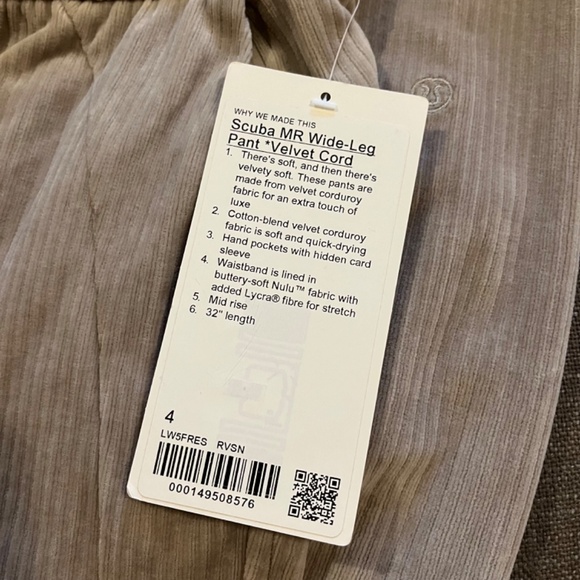 WHY WE MADE THIS
Scuba MR Wide-Leg
Pant *Velvet Cord
1. There's soft, and then there's
velvety soft. These pants are
made from velvet corduroy
fabric for an extra touch of
luxe
2. Cotton-blend velvet corduroy
fabric is soft and quick-drying
3. Hand pockets with hidden card
sleeve
4. Waistband is lined in
buttery-soft Nulu™ fabric with
added Lycra® fibre for stretch
5. Mid rise
6. 32" length
4
LW5FRES RVSN
000149508576